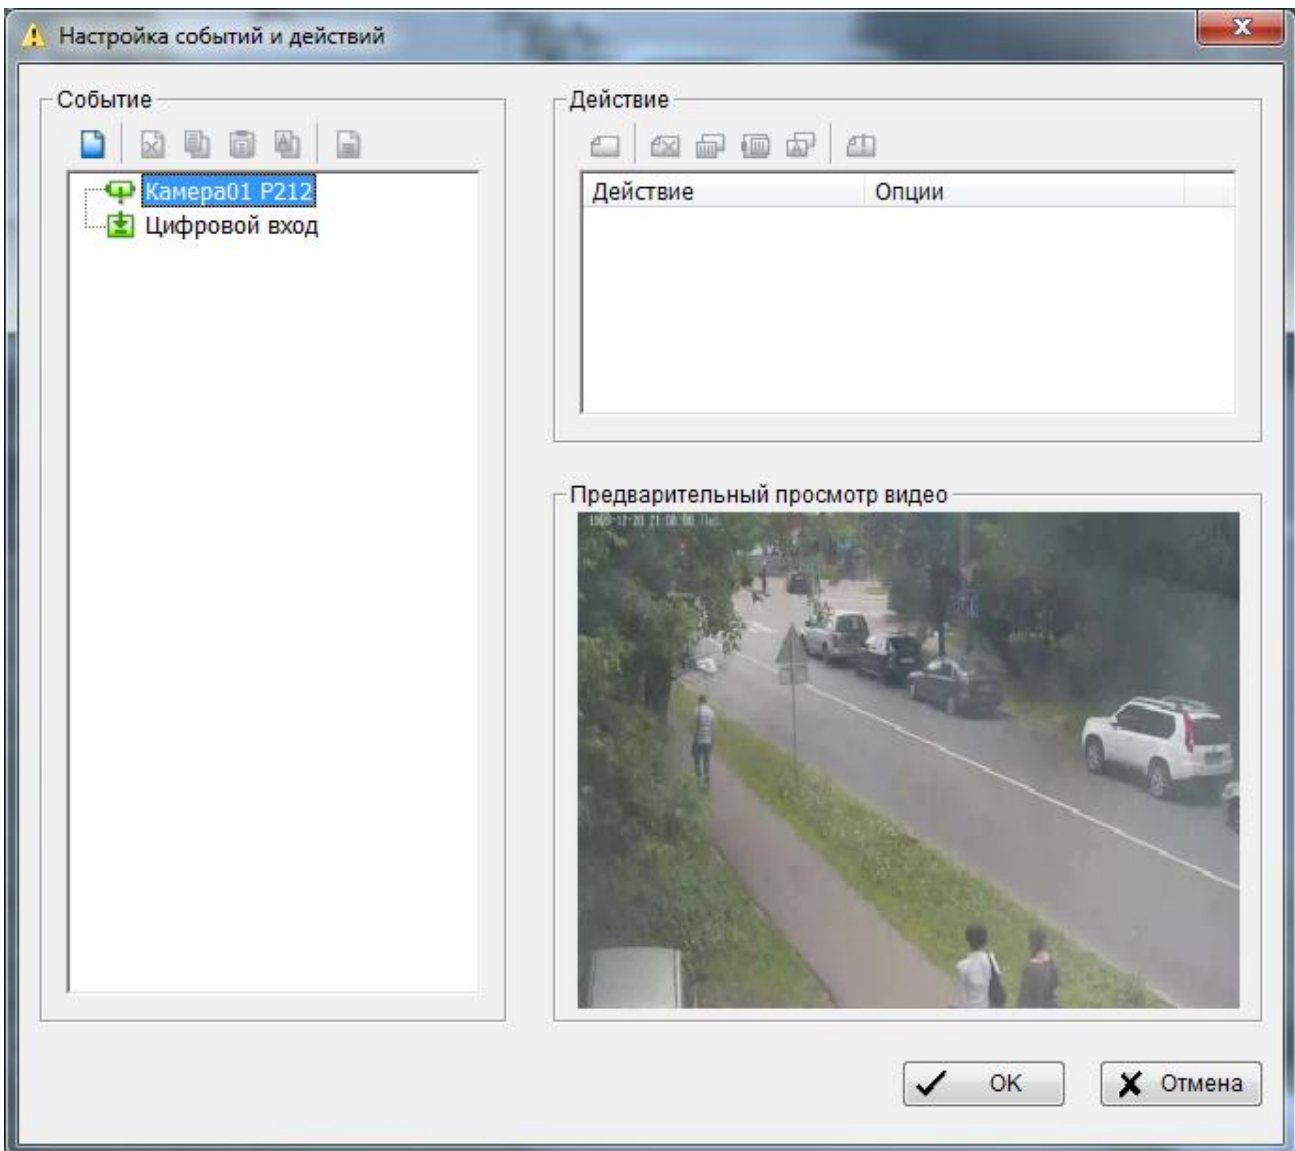 Настройка событий и действий
Событие
Камера01 P212
Цифровой вход
Действие
Действие Опции
Предварительный просмотр видео
OK
Отмена